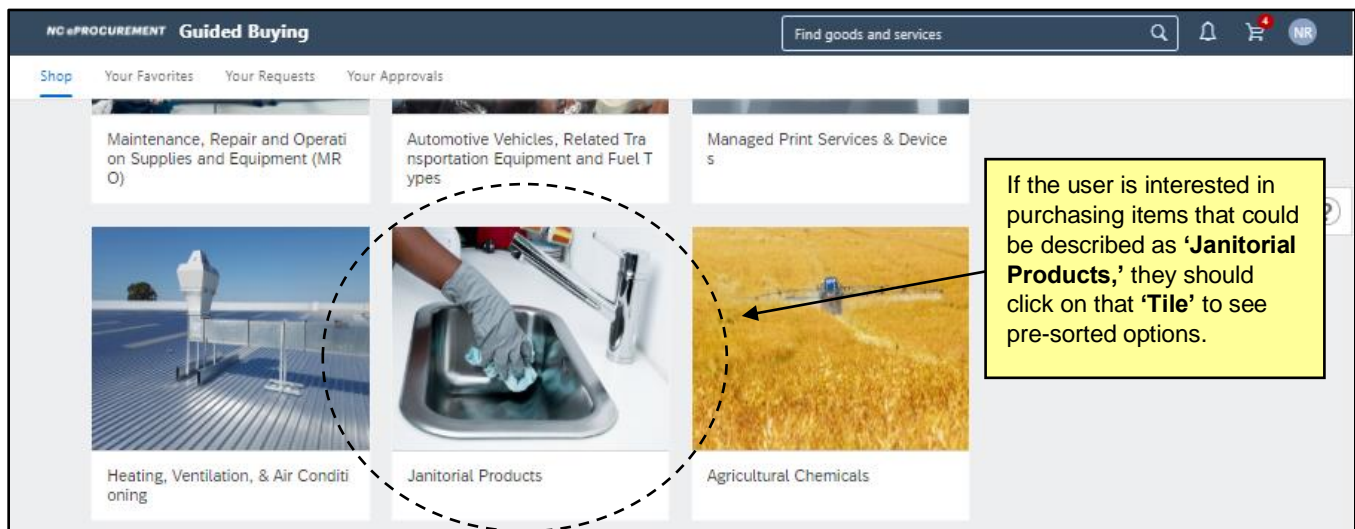 NC ePROCUREMENT Guided Buying
Find goods and services
4
NR
Shop Your Favorites Your Requests Your Approvals
Maintenance, Repair and Operati
on Supplies and Equipment (MR
O)
Automotive Vehicles, Related Tra
nsportation Equipment and Fuel T
ypes
Managed Print Services & Device
s
If the user is interested in
purchasing items that could
be described as ‘Janitorial
Products,’ they should
click on that ‘Tile’ to see
pre-sorted options.
?
Heating, Ventilation, & Air Conditi
oning
Janitorial Products
Agricultural Chemicals